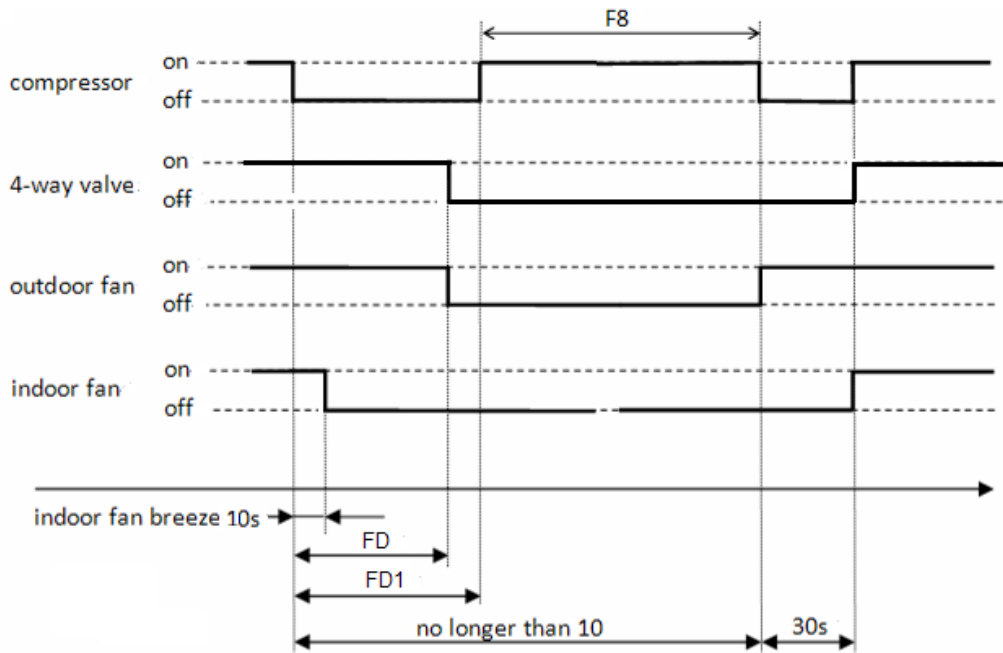 F8
on
compressor
off
on
4-way valve
off
on
outdoor fan
off
on
indoor fan
off
indoor fan breeze 10s
FD
FD1
no longer than 10
30s